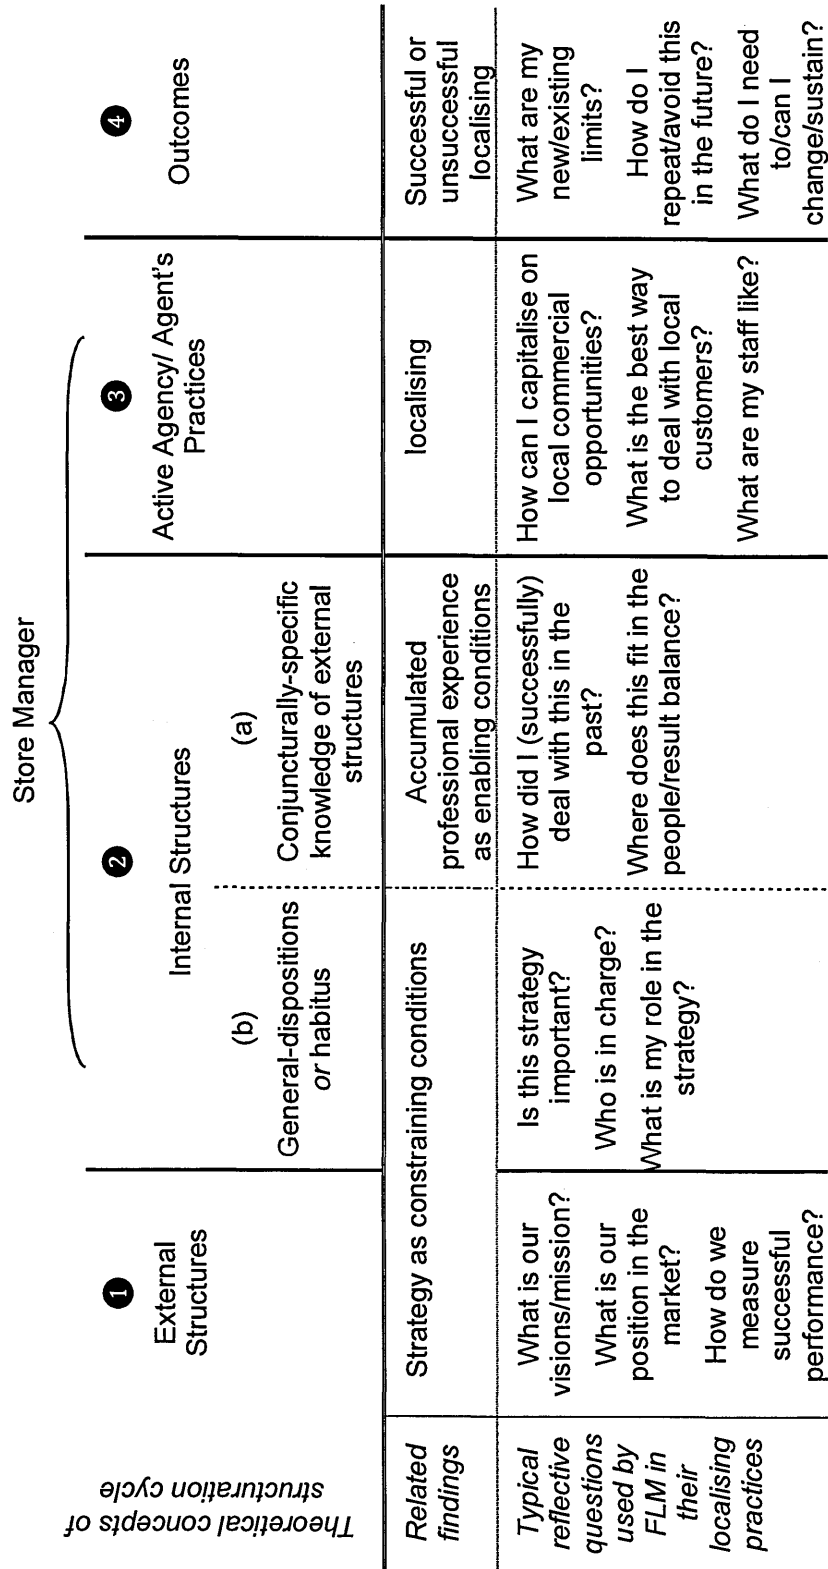 Store Manager
Theoretical concepts of
structuration cycle
❶
External
Structures
❷
Internal Structures
(b)
General-dispositions
or habitus
(a)
Conjuncturally-specific
knowledge of external
structures
❸
Active Agency/ Agent's
Practices
❹
Outcomes
Related
findings
Strategy as constraining conditions
Accumulated
professional experience
as enabling conditions
localising
Successful or
unsuccessful
localising
Typical
reflective
questions
used by
FLM in
their
localising
practices
What is our
visions/mission?
What is our
position in the
market?
How do we
measure
successful
performance?
Is this strategy
important?
Who is in charge?
What is my role in the
strategy?
How did I (successfully)
deal with this in the
past?
Where does this fit in the
people/result balance?
How can I capitalise on
local commercial
opportunities?
What is the best way
to deal with local
customers?
What are my staff like?
What are my
new/existing
limits?
How do I
repeat/avoid this
in the future?
What do I need
to/can I
change/sustain?